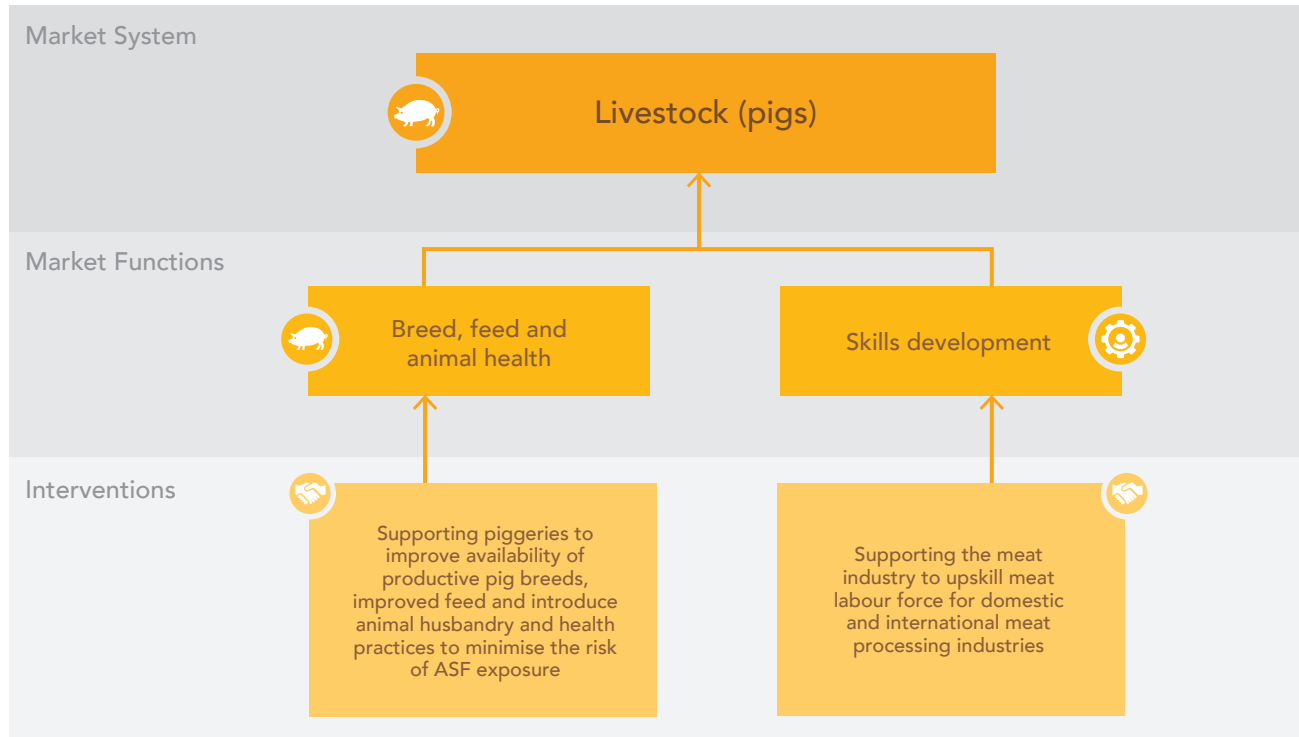 Market System
Livestock (pigs)
Market Functions
Breed, feed and
animal health
Skills development
Interventions
Supporting piggeries to
improve availability of
productive pig breeds,
improved feed and introduce
animal husbandry and health
practices to minimise the risk
of ASF exposure
Supporting the meat
industry to upskill meat
labour force for domestic
and international meat
processing industries